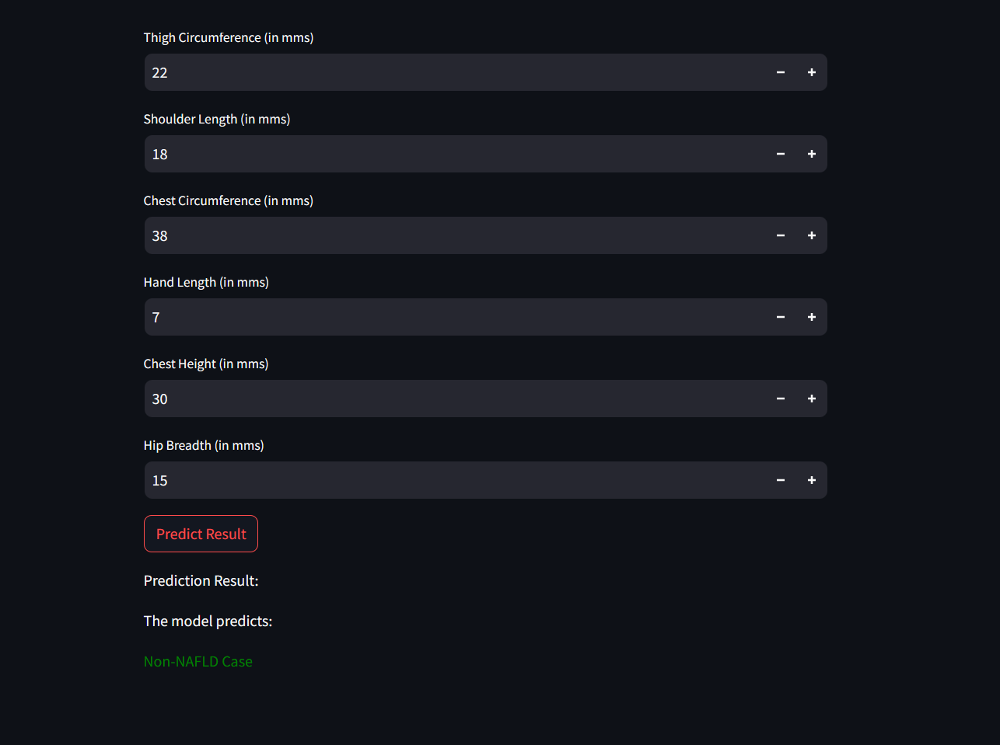 Thigh Circumference (in mms)
22
Shoulder Length (in mms)
18
Chest Circumference (in mms)
38
Hand Length (in mms)
7
Chest Height (in mms)
30
Hip Breadth (in mms)
15
Predict Result
Prediction Result:
The model predicts:
Non-NAFLD Case